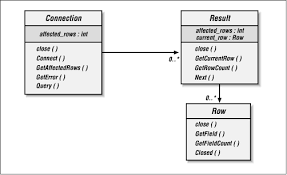 Connection
affected_rows : int
close ( )
Connect ( )
GetAffectedRows ( )
GetError ( )
Query ( )
0..*
Result
affected_rows : int
current_row : Row
close ( )
GetCurrentRow ( )
GetRowCount ( )
Next ( )
0..*
Row
close ( )
GetField ( )
GetFieldCount ( )
Closed ( )